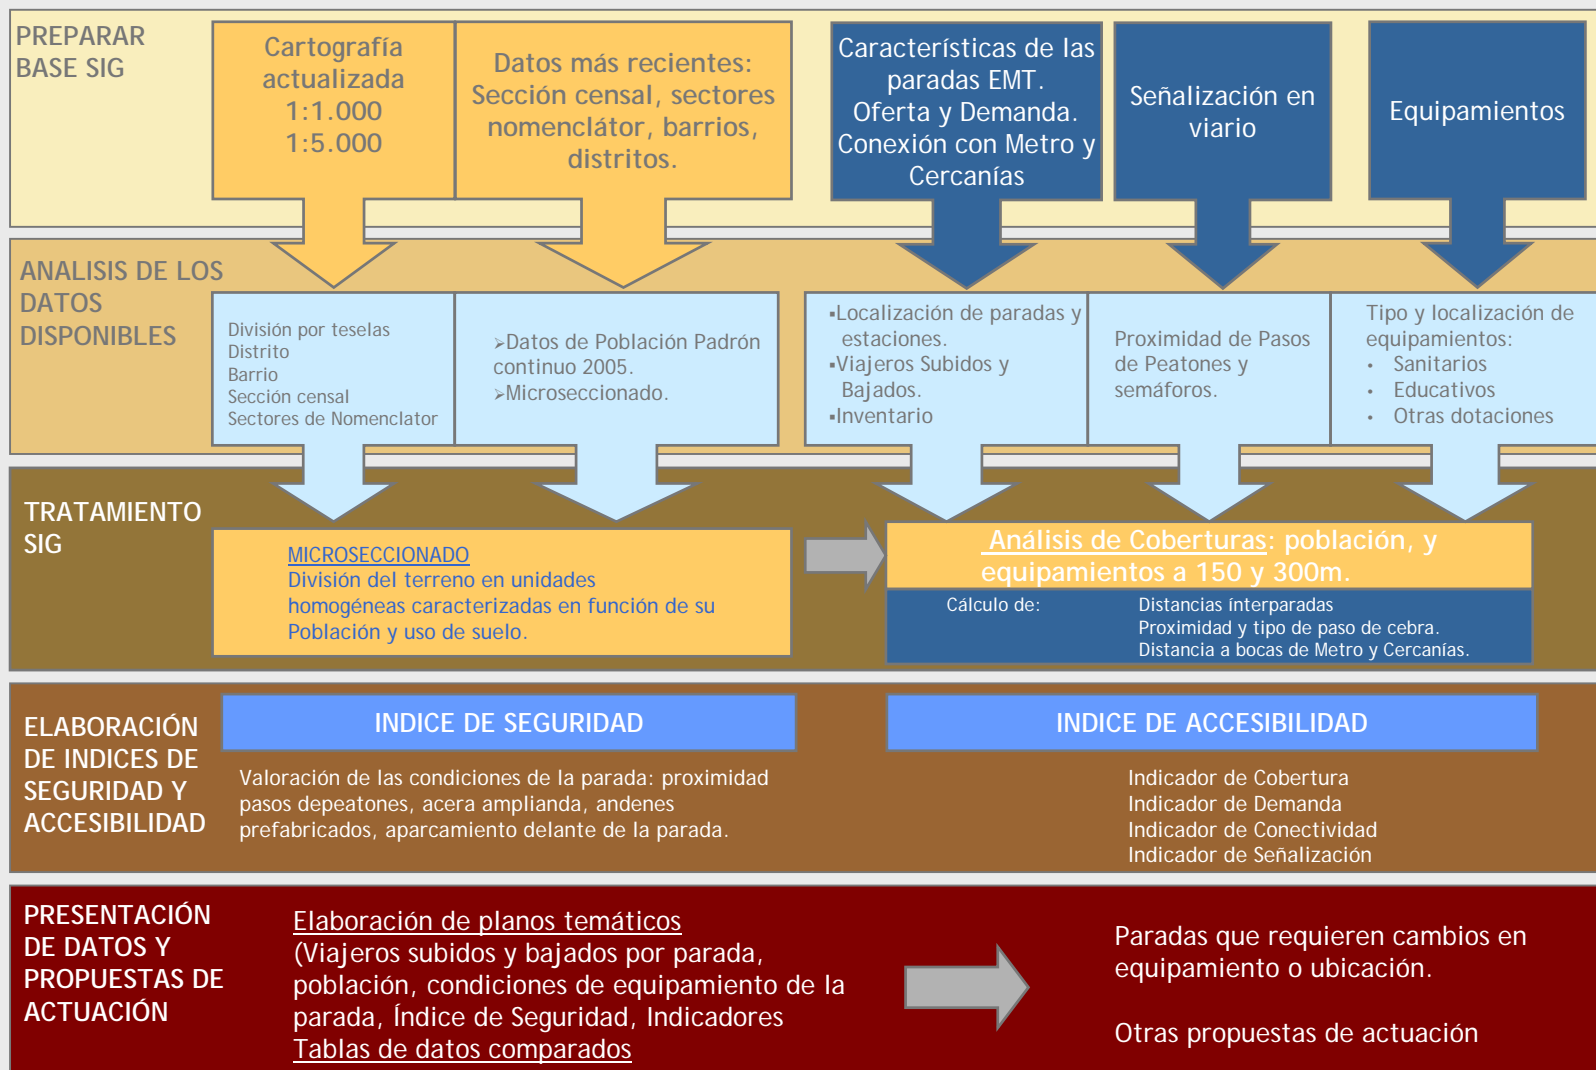 PREPARAR
BASE SIG
Cartografía
actualizada
1:1.000
1:5.000
Datos más recientes:
Sección censal, sectores
nomenclátor, barrios,
distritos.
Características de las
paradas EMT.
Oferta y Demanda.
Conexión con Metro y
Cercanías
Señalización en
viario
Equipamientos
ANALISIS DE LOS
DATOS
DISPONIBLES
División por teselas
Distrito
Barrio
Sección censal
Sectores de Nomenclator
➢Datos de Población Padrón
continuo 2005.
➢Microseccionado.
▪Localización de paradas y
estaciones.
▪Viajeros Subidos y
Bajados.
▪Inventario
Proximidad de Pasos
de Peatones y
semáforos.
Tipo y localización de
equipamientos:
• Sanitarios
• Educativos
• Otras dotaciones
TRATAMIENTO
SIG
MICROSECCIONADO
División del terreno en unidades
homogéneas caracterizadas en función de su
Población y uso de suelo.
Análisis de Coberturas: población, y
equipamientos a 150 y 300m.
Cálculo de: Distancias ínterparadas
Proximidad y tipo de paso de cebra.
Distancia a bocas de Metro y Cercanías.
ELABORACIÓN
DE INDICES DE
SEGURIDAD Y
ACCESIBILIDAD
INDICE DE SEGURIDAD
Valoración de las condiciones de la parada: proximidad
pasos depeatones, acera amplianda, andenes
prefabricados, aparcamiento delante de la parada.
INDICE DE ACCESIBILIDAD
Indicador de Cobertura
Indicador de Demanda
Indicador de Conectividad
Indicador de Señalización
PRESENTACIÓN
DE DATOS Y
PROPUESTAS DE
ACTUACIÓN
Elaboración de planos temáticos
(Viajeros subidos y bajados por parada,
población, condiciones de equipamiento de la
parada, Índice de Seguridad, Indicadores
Tablas de datos comparados
Paradas que requieren cambios en
equipamiento o ubicación.
Otras propuestas de actuación